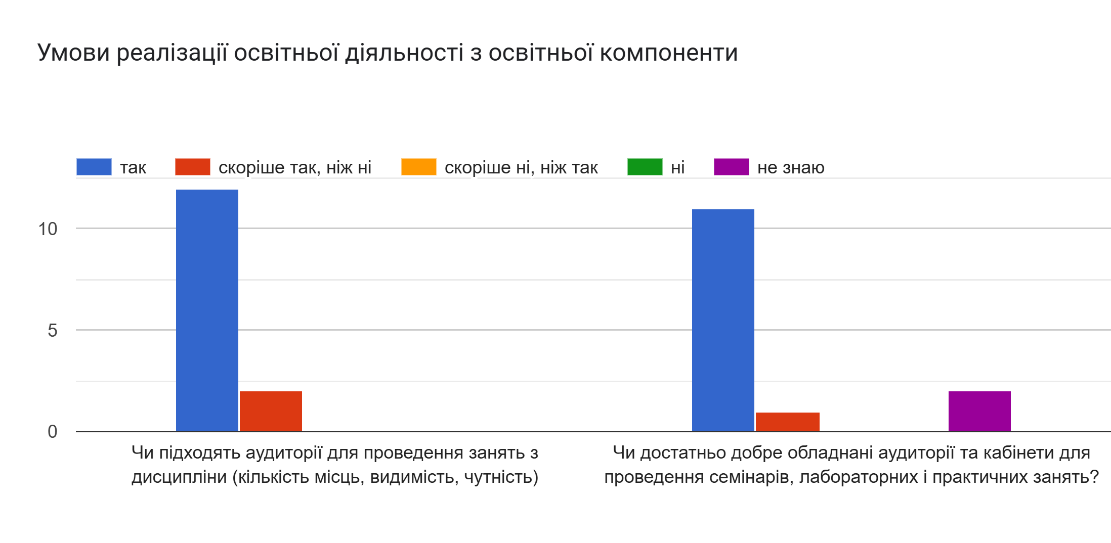 Умови реалізації освітньої діяльності з освітньої компоненти
так скоріше так, ніж ні скоріше ні, ніж так ні не знаю
10
5
0
Чи підходять аудиторії для проведення занять з
дисципліни (кількість місць, видимість, чутність)
Чи достатньо добре обладнані аудиторії та кабінети для
проведення семінарів, лабораторних і практичних занять?